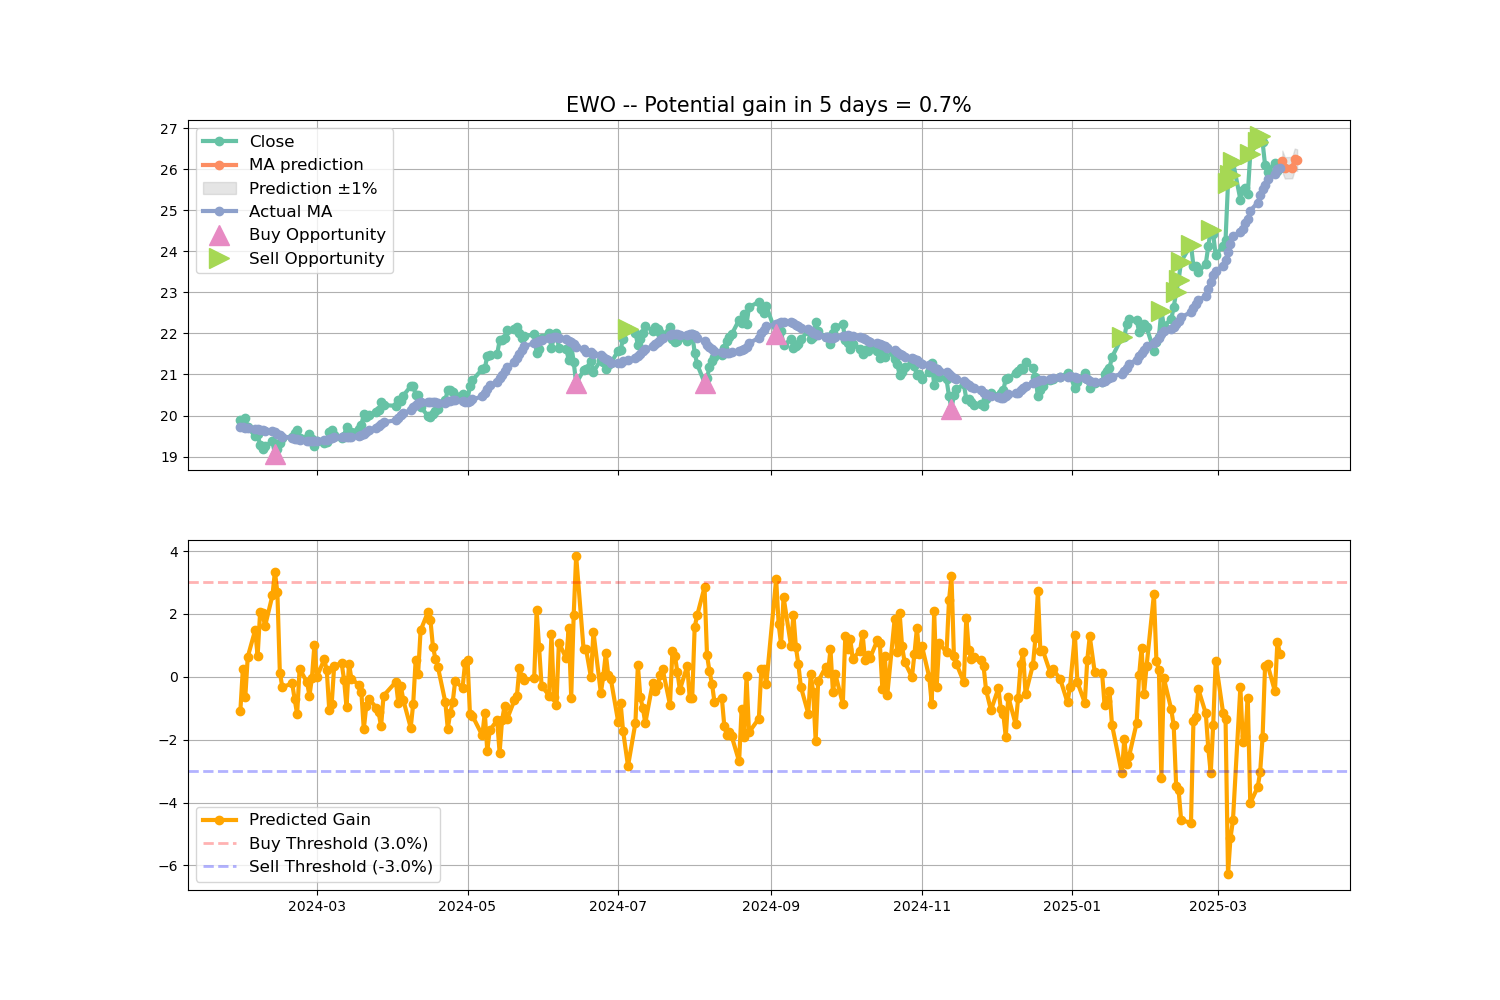 EWO -- Potential gain in 5 days = 0.7%
27
26
25
24
23
22
21
20
19
Close
MA prediction
Prediction ±1%
Actual MA
Buy Opportunity
Sell Opportunity
4
2
0
−2
−4
−6
Predicted Gain
Buy Threshold (3.0%)
Sell Threshold (-3.0%)
2024-03 2024-05 2024-07 2024-09 2024-11 2025-01 2025-03